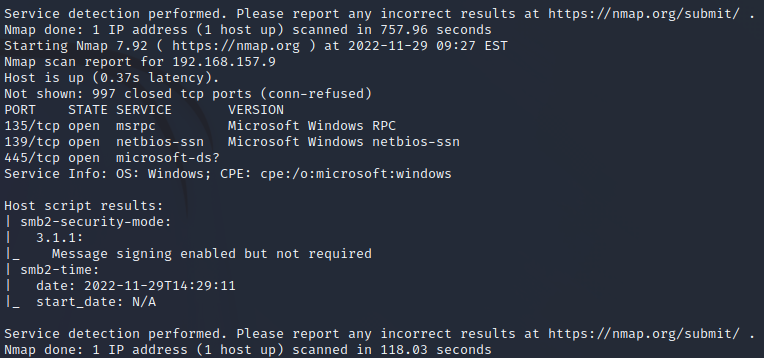 Service detection performed. Please report any incorrect results at https://nmap.org/submit/ .
Nmap done: 1 IP address (1 host up) scanned in 757.96 seconds
Starting Nmap 7.92 ( https://nmap.org ) at 2022-11-29 09:27 EST
Nmap scan report for 192.168.157.9
Host is up (0.37s latency).
Not shown: 997 closed tcp ports (conn-refused)
PORT    STATE SERVICE       VERSION
135/tcp open  msrpc         Microsoft Windows RPC
139/tcp open  netbios-ssn   Microsoft Windows netbios-ssn
445/tcp open  microsoft-ds?
Service Info: OS: Windows; CPE: cpe:/o:microsoft:windows

Host script results:
| smb2-security-mode:
|   3.1.1:
|_    Message signing enabled but not required
| smb2-time:
|   date: 2022-11-29T14:29:11
|_  start_date: N/A

Service detection performed. Please report any incorrect results at https://nmap.org/submit/ .
Nmap done: 1 IP address (1 host up) scanned in 118.03 seconds